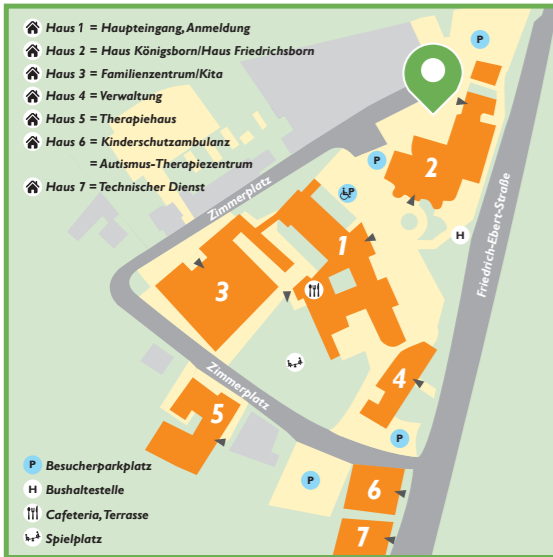 Haus 1 = Haupteingang, Anmeldung
Haus 2 = Haus Königsborn/Haus Friedrichsborn
Haus 3 = Familienzentrum/Kita
Haus 4 = Verwaltung
Haus 5 = Therapiehaus
Haus 6 = Kinderschutzambulanz
= Autismus-Therapiezentrum
Haus 7 = Technischer Dienst
P
P
2
LP
Zimmerplatz
H
Friedrich-Ebert-Straße
1
3
4
Zimmerplatz
5
P
P
6
7
P Besucherparkplatz
H Bushaltestelle
Cafeteria, Terrasse
Spielplatz